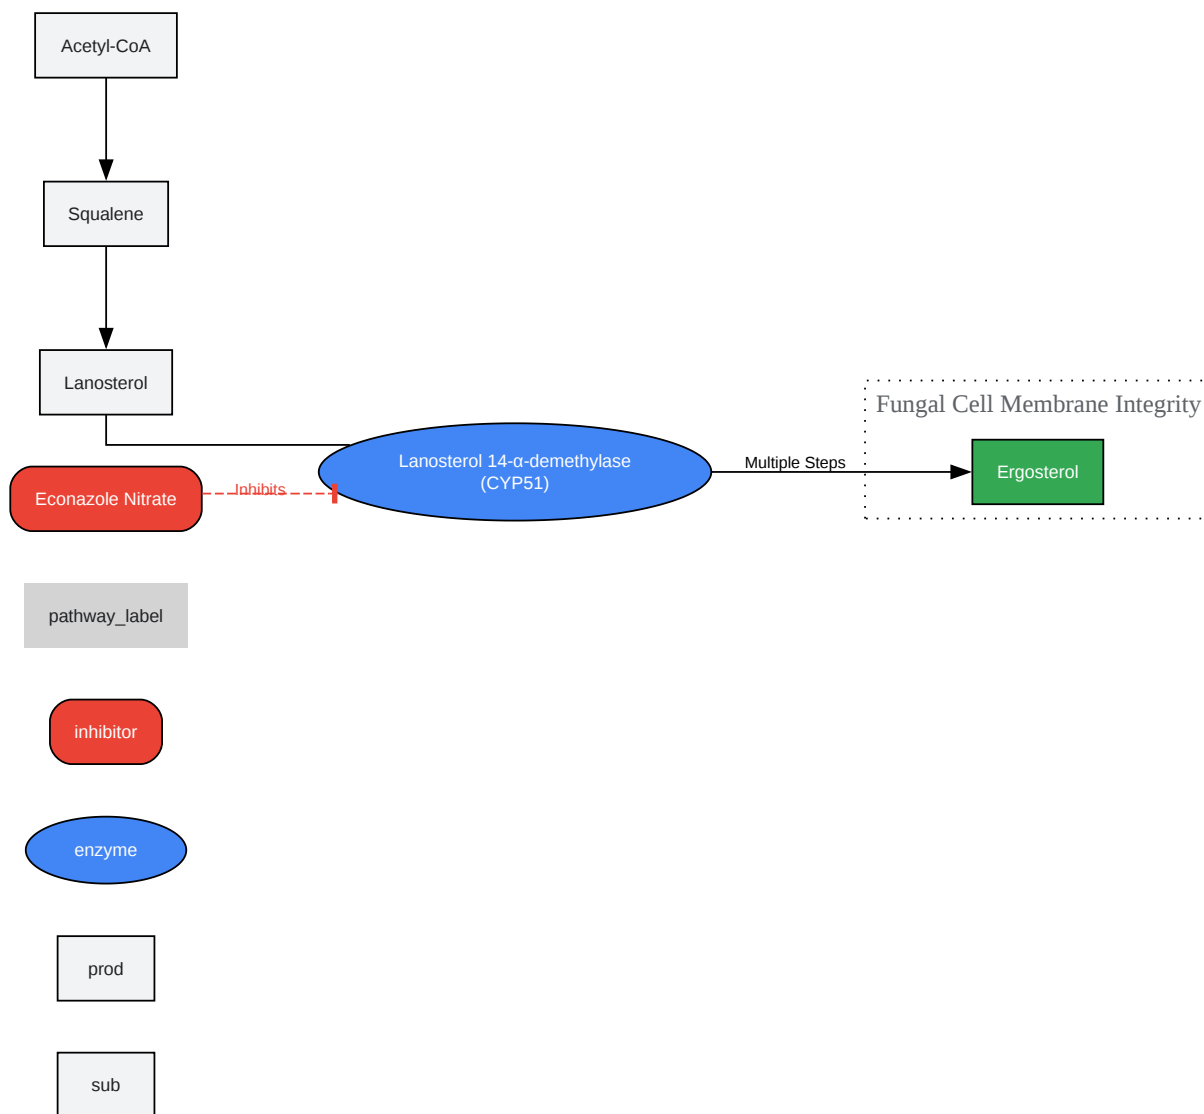 Acetyl-CoA
Squalene
Lanosterol
Fungal Cell Membrane Integrity
Lanosterol 14-α-demethylase
(CYP51)
Multiple Steps
Ergosterol
Econazole Nitrate
Inhibits
pathway_label
inhibitor
enzyme
prod
sub